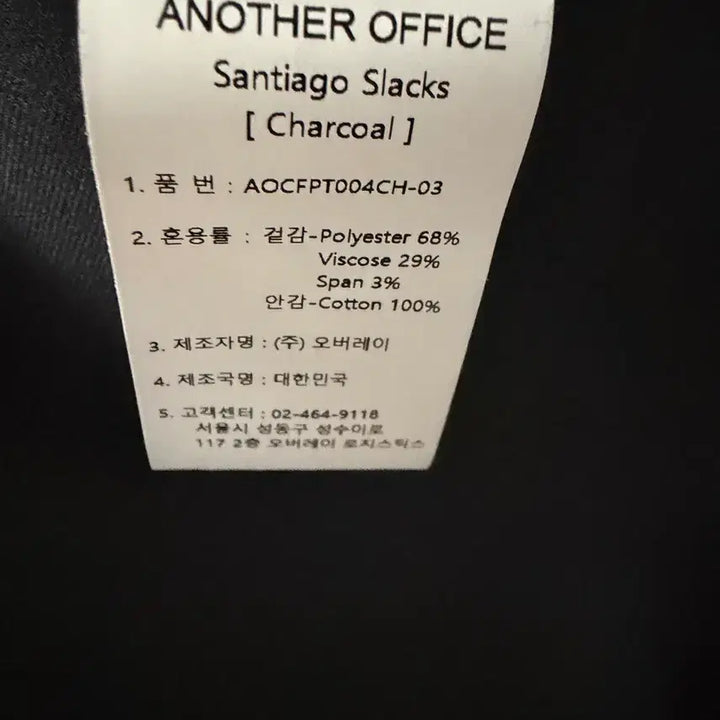 ANOTHER OFFICE
Santiago Slacks
[ Charcoal ]
1. 품 번 : AOCFPT004CH-03
2. 혼용률 : 겉감-Polyester 68%
Viscose 29%
Span 3%
안감-Cotton 100%
3. 제조자명 : (주) 오버레이
4. 제조국명 : 대한민국
5. 고객센터 : 02-464-9118
서울시 성동구 성수이로
117 2층 오버레이 로지스틱스